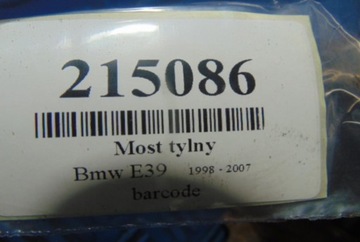 215086
Most tylny
Bmw E39 1998 - 2007
barcode